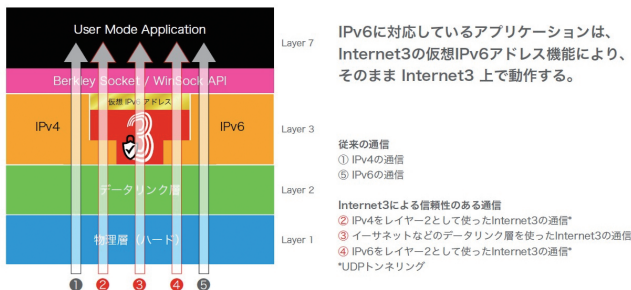 User Mode Application
Layer 7
Berkley Socket / WinSock API
仮想 IPv6 アドレス
IPv4
3
IPv6
Layer 3
データリンク層
Layer 2
物理層（ハード）
Layer 1
① ② ③ ④ ⑤
IPv6に対応しているアプリケーションは、
Internet3の仮想IPv6アドレス機能により、
そのまま Internet3 上で動作する。
従来の通信
① IPv4の通信
⑤ IPv6の通信
Internet3による信頼性のある通信
② IPv4をレイヤー2として使ったInternet3の通信*
③ イーサネットなどのデータリンク層を使ったInternet3の通信
④ IPv6をレイヤー2として使ったInternet3の通信*
*UDPトンネリング